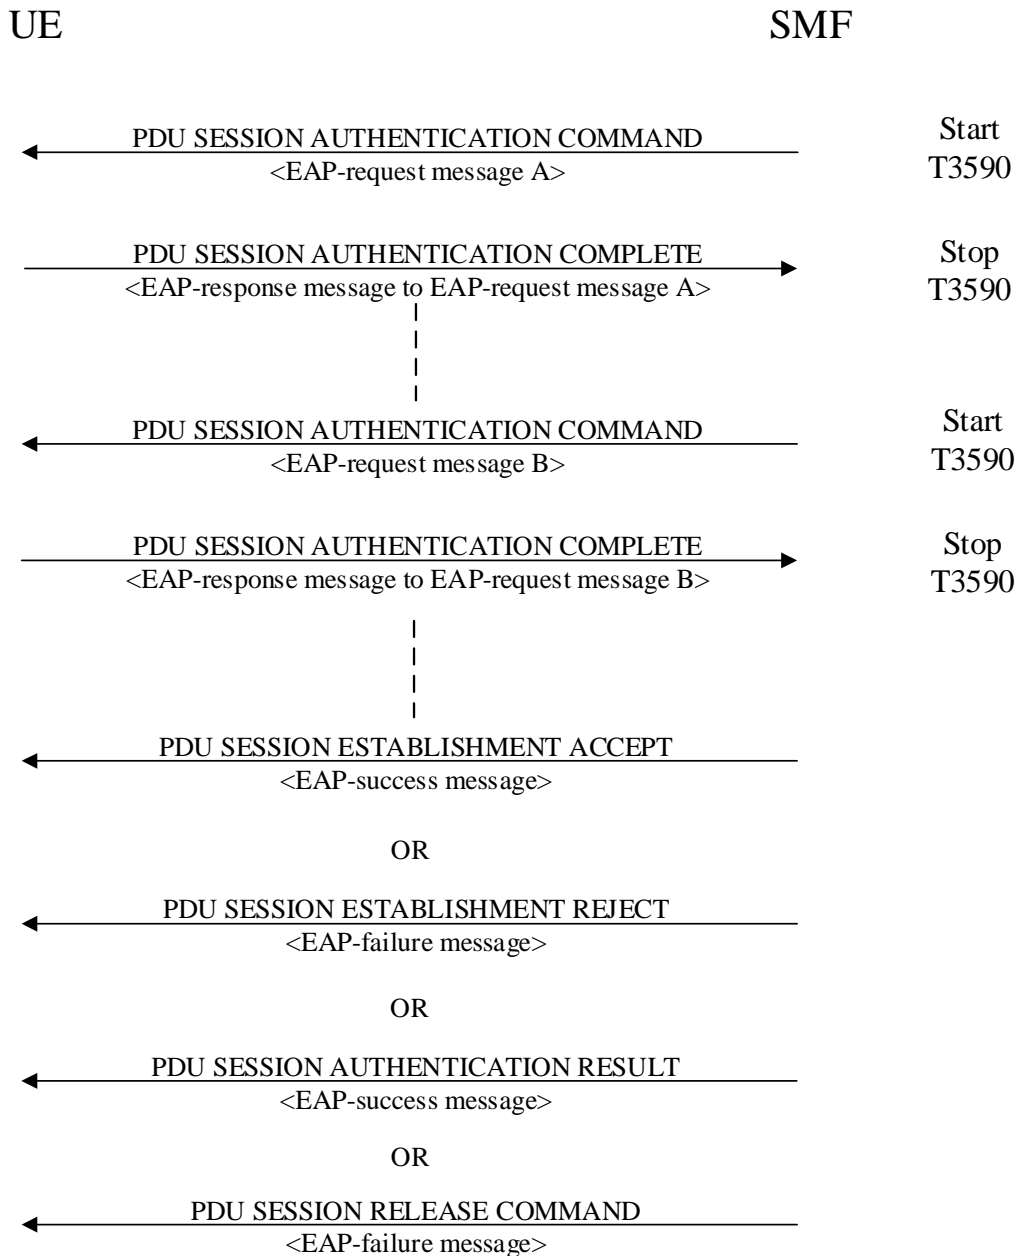 UE
SMF
PDU SESSION AUTHENTICATION COMMAND
<EAP-request message A>
Start
T3590
PDU SESSION AUTHENTICATION COMPLETE
<EAP-response message to EAP-request message A>
Stop
T3590
PDU SESSION AUTHENTICATION COMMAND
<EAP-request message B>
Start
T3590
PDU SESSION AUTHENTICATION COMPLETE
<EAP-response message to EAP-request message B>
Stop
T3590
PDU SESSION ESTABLISHMENT ACCEPT
<EAP-success message>
OR
PDU SESSION ESTABLISHMENT REJECT
<EAP-failure message>
OR
PDU SESSION AUTHENTICATION RESULT
<EAP-success message>
OR
PDU SESSION RELEASE COMMAND
<EAP-failure message>